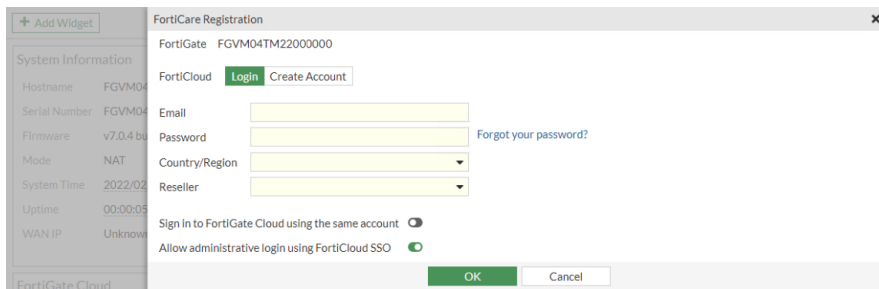 + Add Widget
System Information
Hostname FGVM04
Serial Number FGVM04
Firmware v7.0.4 bu
Mode NAT
System Time 2022/02
Uptime 00:00:05
WAN IP Unknow
FortiGate Cloud
FortiCare Registration
FortiGate FGVM04TM22000000
FortiCloud Login Create Account
Email
Password Forgot your password?
Country/Region
Reseller
Sign in to FortiGate Cloud using the same account
Allow administrative login using FortiCloud SSO
OK Cancel